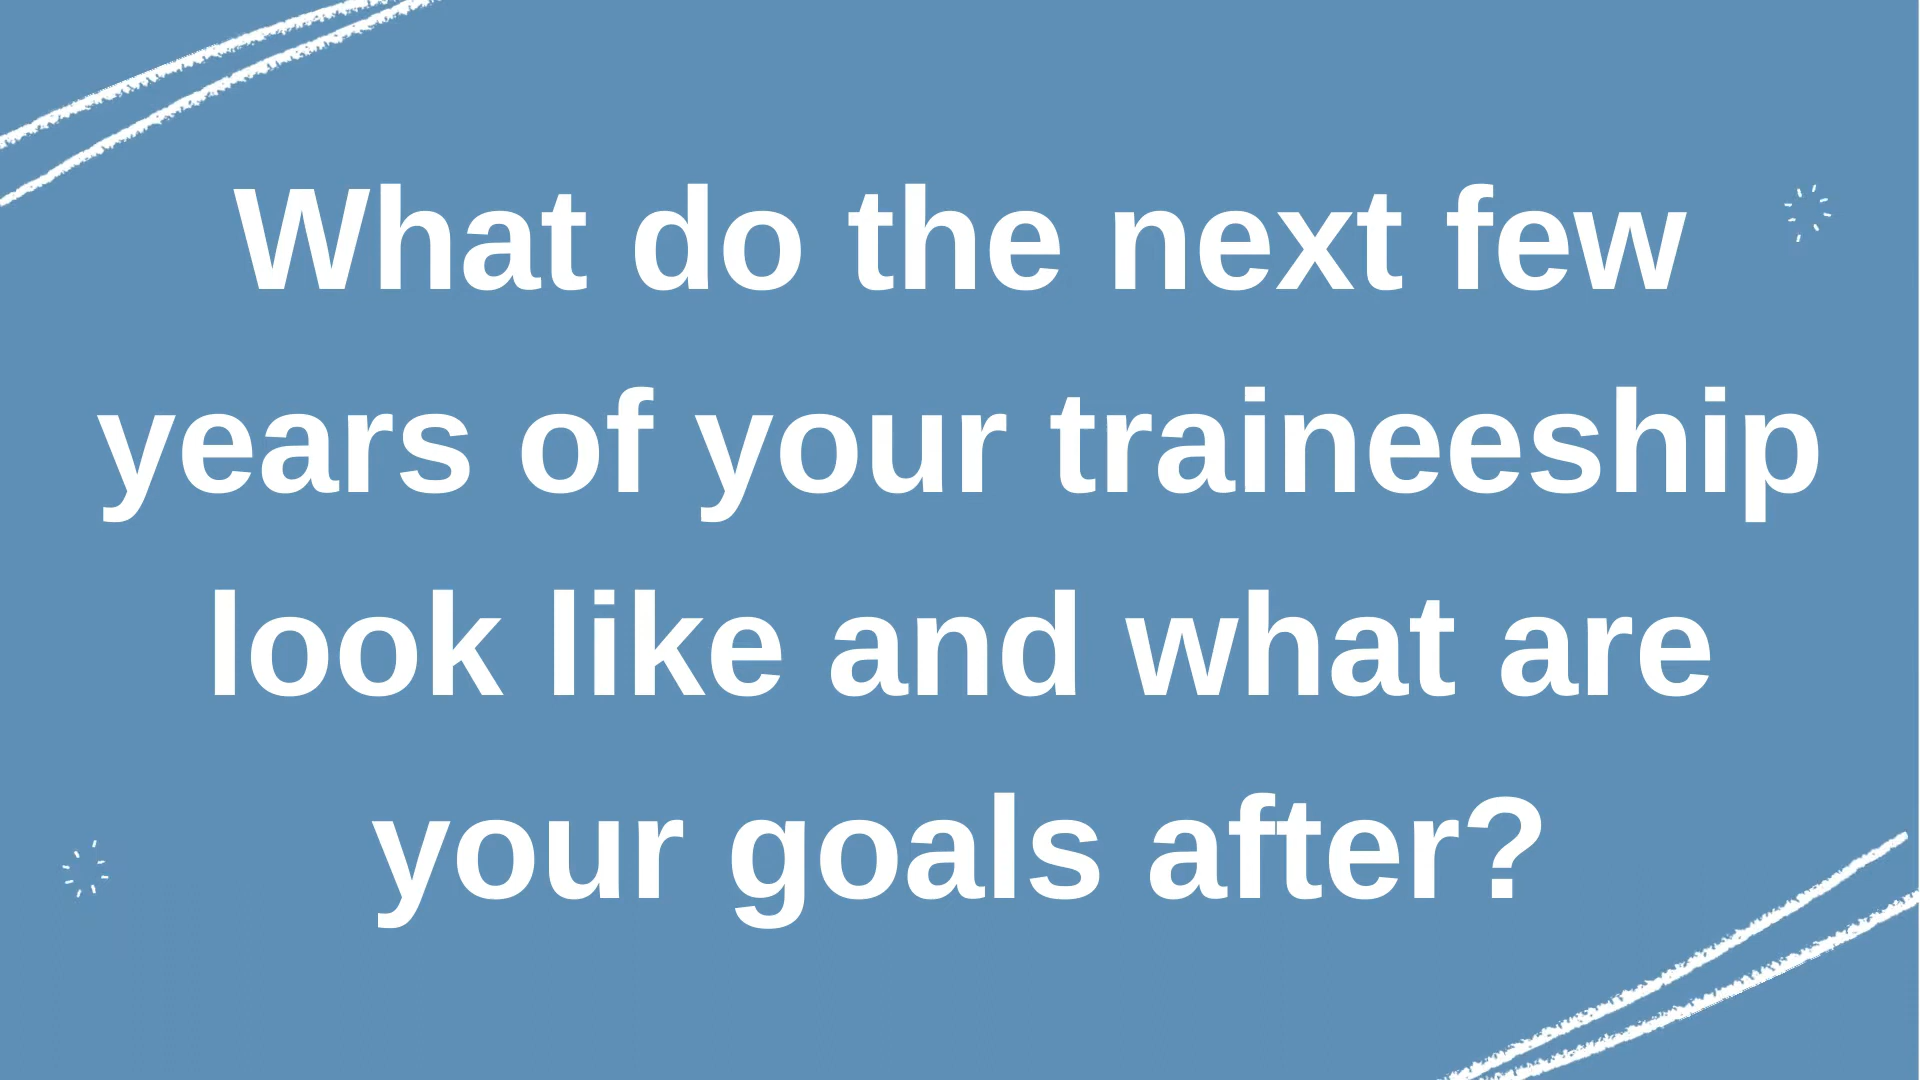 What do the next few
years of your traineeship
look like and what are
your goals after?